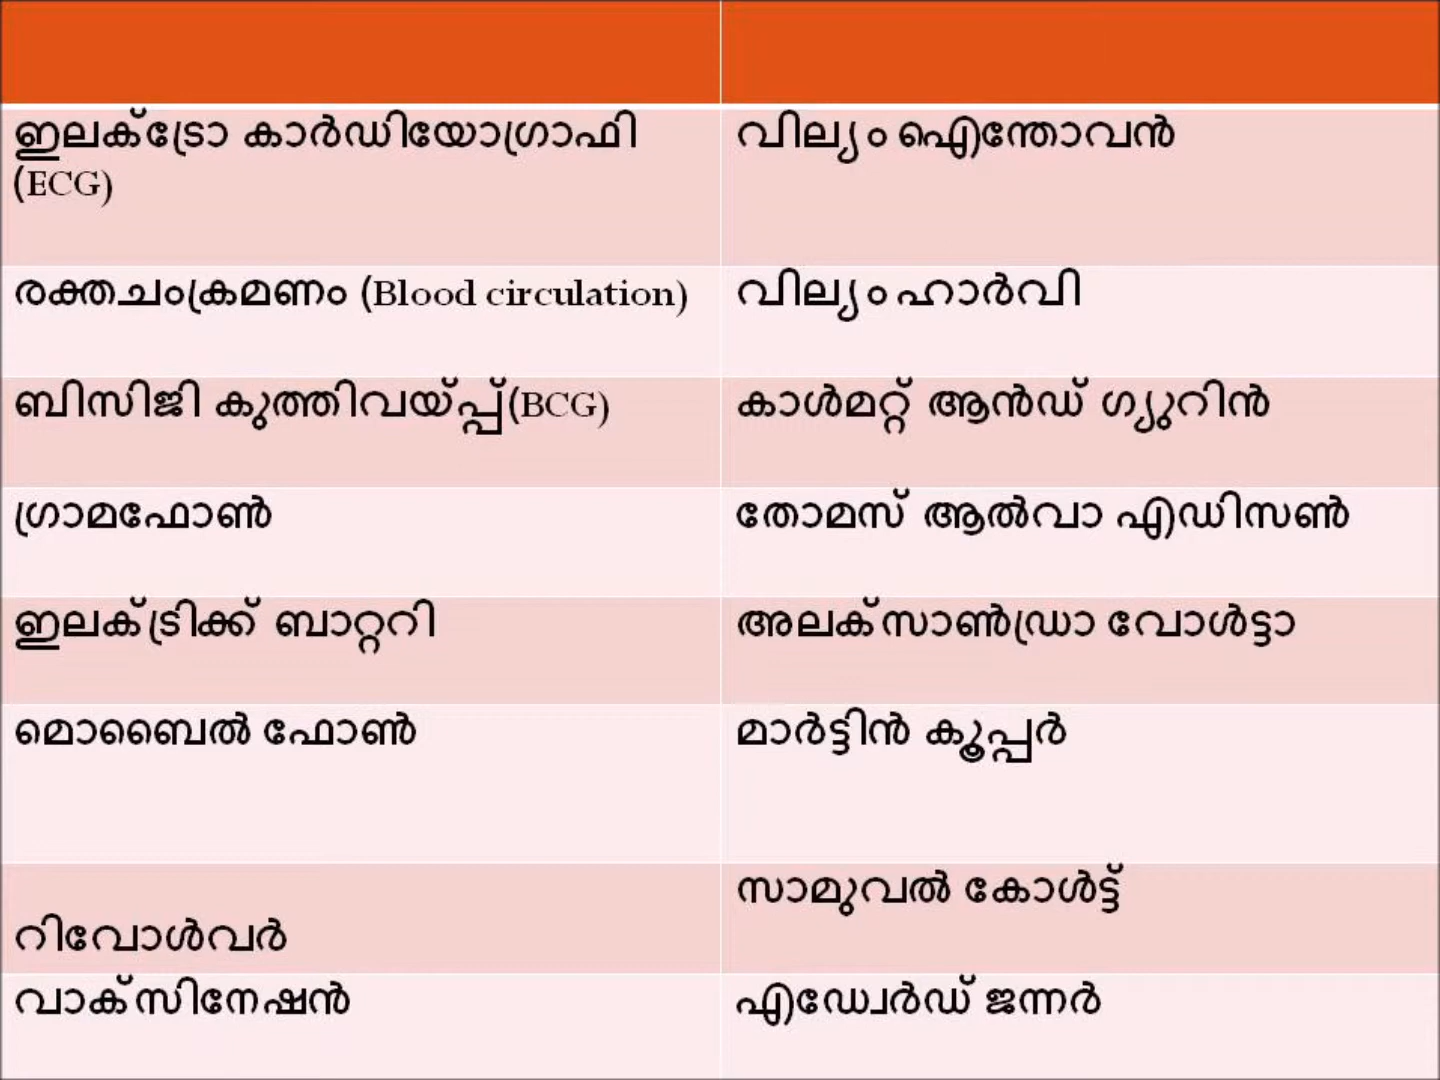 ഇലക്ട്രോ കാർഡിയോഗ്രാഫി
(ECG)
വില്യം ഐന്തോവൻ
രക്തചംക്രമണം (Blood circulation)
വില്യം ഹാർവി
ബിസിജി കുത്തിവയ്പ്പ്(BCG)
കാൾമറ്റ് ആൻഡ് ഗ്യുറിൻ
ഗ്രാമഫോൺ
തോമസ് ആൽവാ എഡിസൺ
ഇലക്ട്രിക്ക് ബാറ്ററി
അലക്സാൺഡ്രാ വോൾട്ടാ
മൊബൈൽ ഫോൺ
മാർട്ടിൻ കൂപ്പർ
റിവോൾവർ
സാമുവൽ കോൾട്ട്
വാക്സിനേഷൻ
എഡ്വേർഡ് ജന്നർ